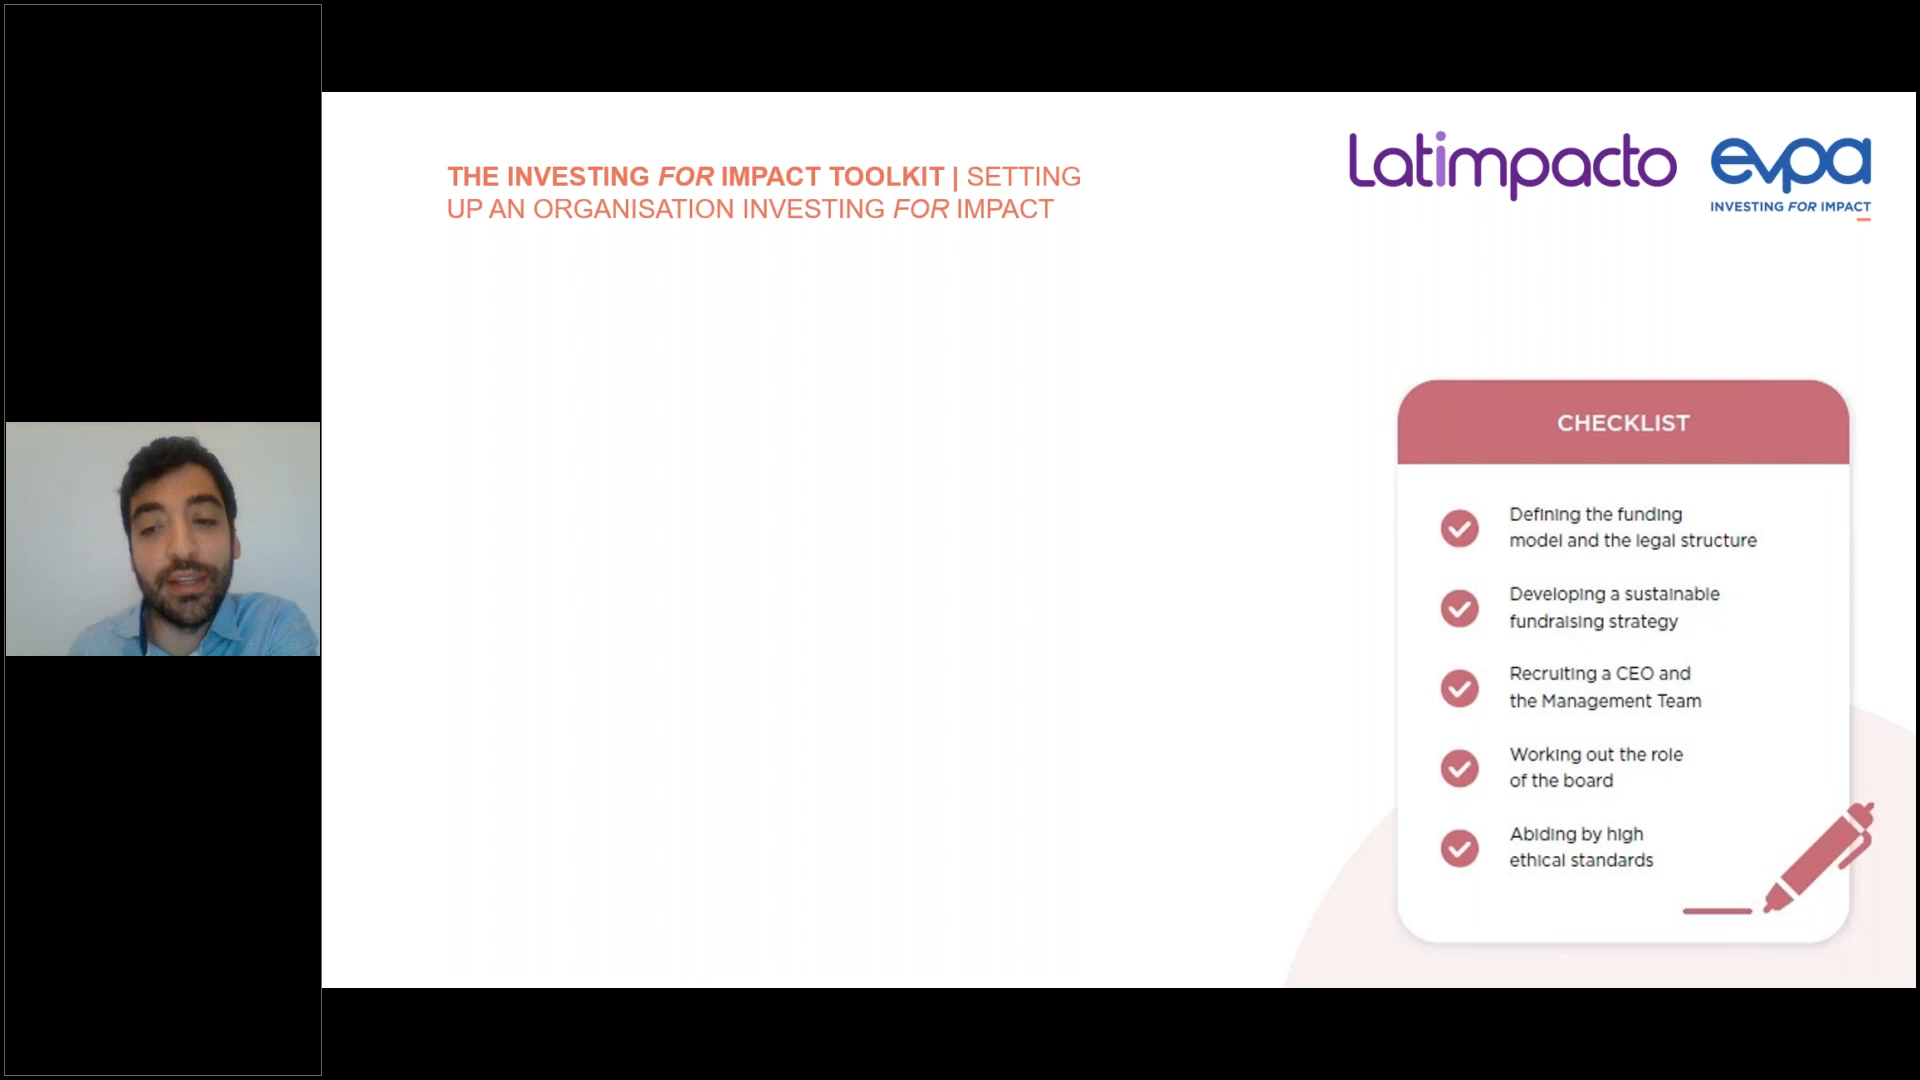 THE INVESTING FOR IMPACT TOOLKIT | SETTING
UP AN ORGANISATION INVESTING FOR IMPACT
Latimpacto
evpa
INVESTING FOR IMPACT
CHECKLIST
Defining the funding
model and the legal structure
Developing a sustainable
fundraising strategy
Recruiting a CEO and
the Management Team
Working out the role
of the board
Abiding by high
ethical standards